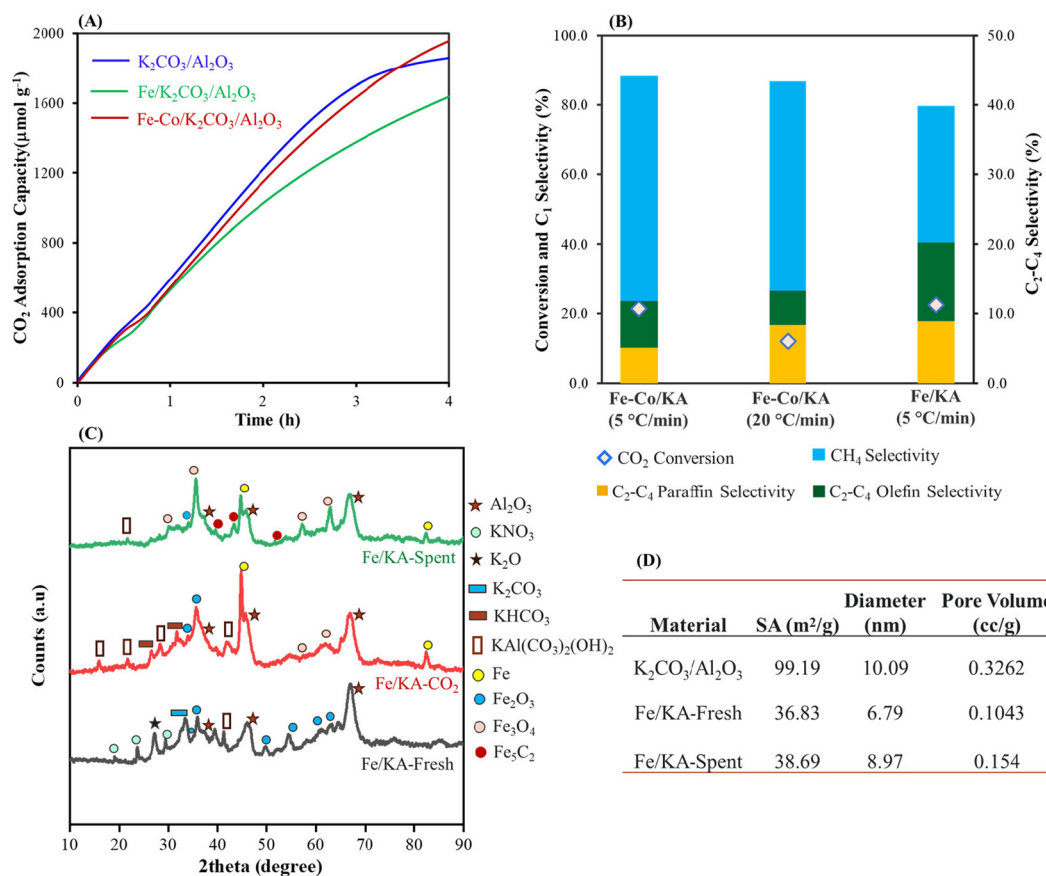 (A)
2000
1600
1200
800
400
0
CO₂ Adsorption Capacity(µmol g⁻¹)
K₂CO₃/Al₂O₃
Fe/K₂CO₃/Al₂O₃
Fe-Co/K₂CO₃/Al₂O₃
0 1 2 3 4
Time (h)
(B)
100.0
80.0
60.0
40.0
20.0
0.0
Conversion and C₁ Selectivity (%)
50.0
40.0
30.0
20.0
10.0
0.0
C₂-C₄ Selectivity (%)
Fe-Co/KA Fe-Co/KA Fe/KA
(5 °C/min) (20 °C/min) (5 °C/min)
CO₂ Conversion CH₄ Selectivity
C₂-C₄ Paraffin Selectivity C₂-C₄ Olefin Selectivity
(C)
Counts (a.u)
Fe/KA-Spent
Fe/KA-CO₂
Fe/KA-Fresh
10 20 30 40 50 60 70 80 90
2theta (degree)
Al₂O₃
KNO₃
K₂O
K₂CO₃
KHCO₃
KAl(CO₃)₂(OH)₂
Fe
Fe₂O₃
Fe₃O₄
Fe₅C₂
(D)
Material SA (m²/g) Diameter (nm) Pore Volume (cc/g)
K₂CO₃/Al₂O₃ 99.19 10.09 0.3262
Fe/KA-Fresh 36.83 6.79 0.1043
Fe/KA-Spent 38.69 8.97 0.154